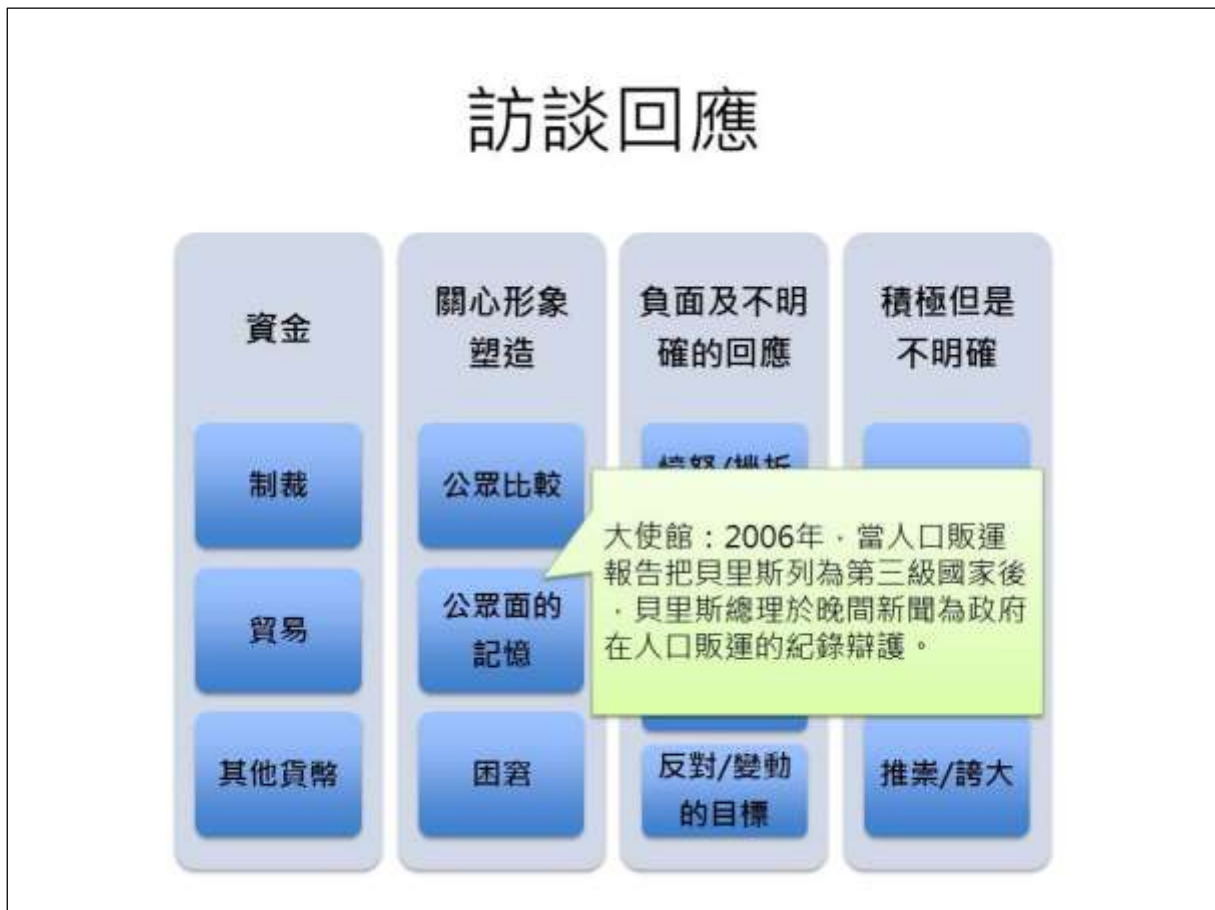 訪談回應
資金
制裁
貿易
其他貨幣
關心形象
塑造
公眾比較
公眾面的
記憶
困窘
負面及不明
確的回應
反對/變動
的目標
積極但是
不明確
推崇/誇大
大使館：2006年，當人口販運
報告把貝里斯列為第三級國家後
，貝里斯總理於晚間新聞為政府
在人口販運的紀錄辯護。